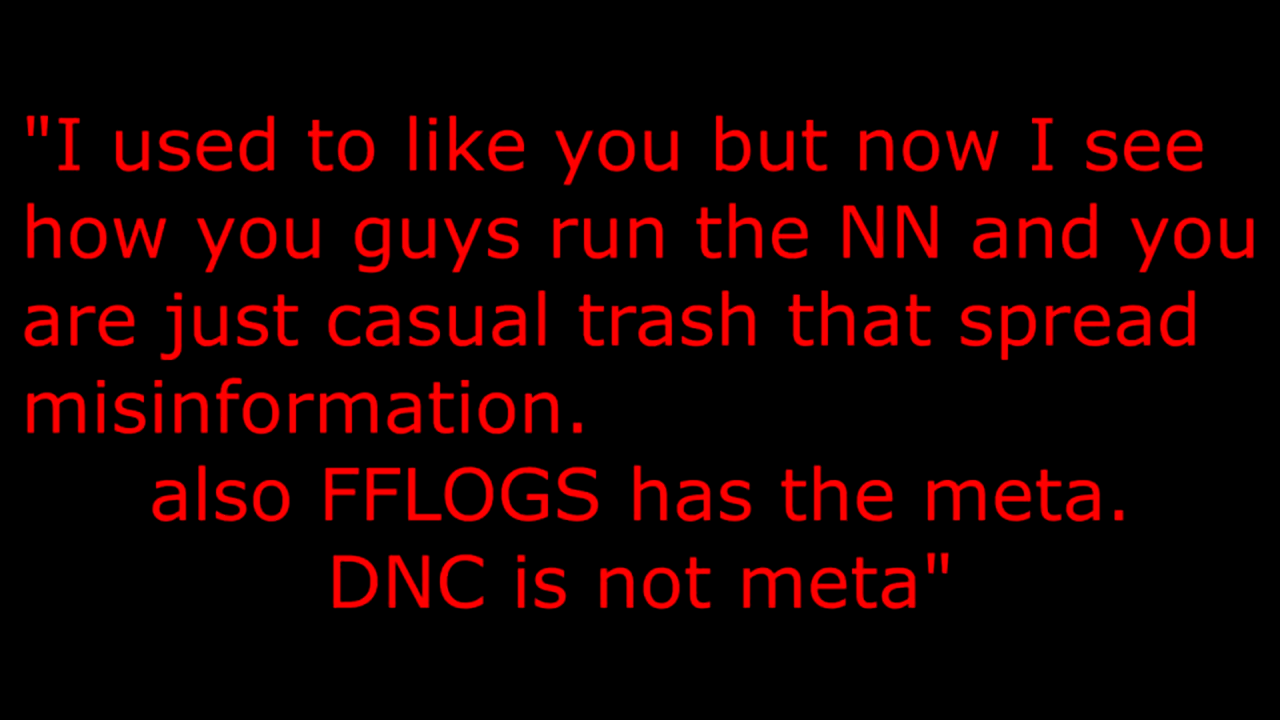 "I used to like you but now I see
how you guys run the NN and you
are just casual trash that spread
misinformation.
also FFLOGS has the meta.
DNC is not meta"